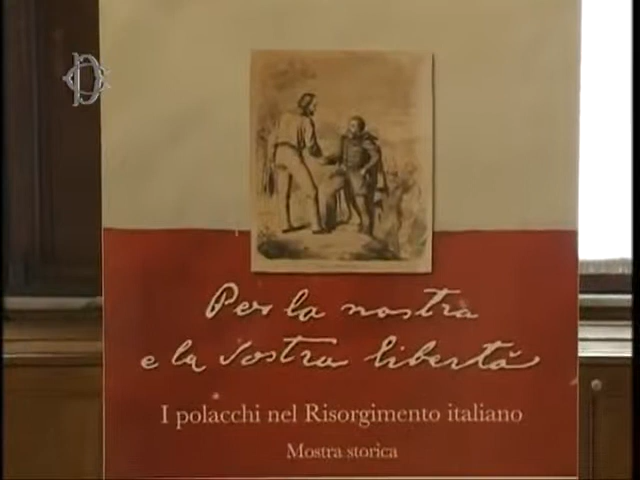 Per la nostra
e la vostra libertà
I polacchi nel Risorgimento italiano
Mostra storica